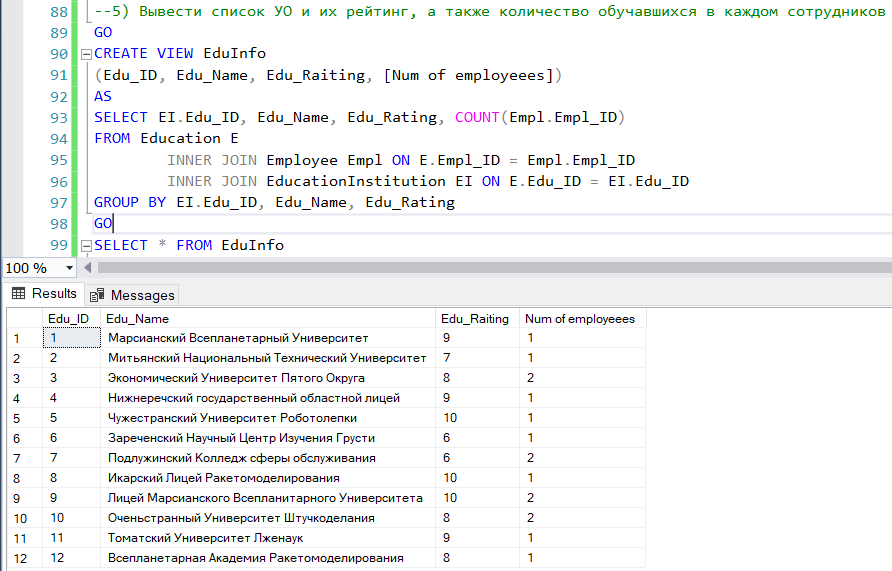 88 --5) Вывести список УО и их рейтинг, а также количество обучавшихся в каждом сотрудников
89 GO
90 CREATE VIEW EduInfo
91 (Edu_ID, Edu_Name, Edu_Raiting, [Num of employeees])
92 AS
93 SELECT EI.Edu_ID, Edu_Name, Edu_Rating, COUNT(Empl.Empl_ID)
94 FROM Education E
95 INNER JOIN Employee Empl ON E.Empl_ID = Empl.Empl_ID
96 INNER JOIN EducationInstitution EI ON E.Edu_ID = EI.Edu_ID
97 GROUP BY EI.Edu_ID, Edu_Name, Edu_Rating
98 GO
99 SELECT * FROM EduInfo
100 %
Results Messages
Edu_ID Edu_Name Edu_Raiting Num of employeees
1 1 Марсианский Всепланетарный Университет 9 1
2 2 Митьянский Национальный Технический Университет 7 1
3 3 Экономический Университет Пятого Округа 8 2
4 4 Нижнеречский государственный областной лицей 9 1
5 5 Чужестранский Университет Роботолепки 10 1
6 6 Зареченский Научный Центр Изучения Грусти 6 1
7 7 Подлужинский Колледж сферы обслуживания 6 2
8 8 Икарский Лицей Ракетомоделирования 10 1
9 9 Лицей Марсианского Всепланитарного Университета 10 2
10 10 Оченьстранный Университет Штучкоделания 8 2
11 11 Томатский Университет Лженаук 9 1
12 12 Всепланетарная Академия Ракетомоделирования 8 1